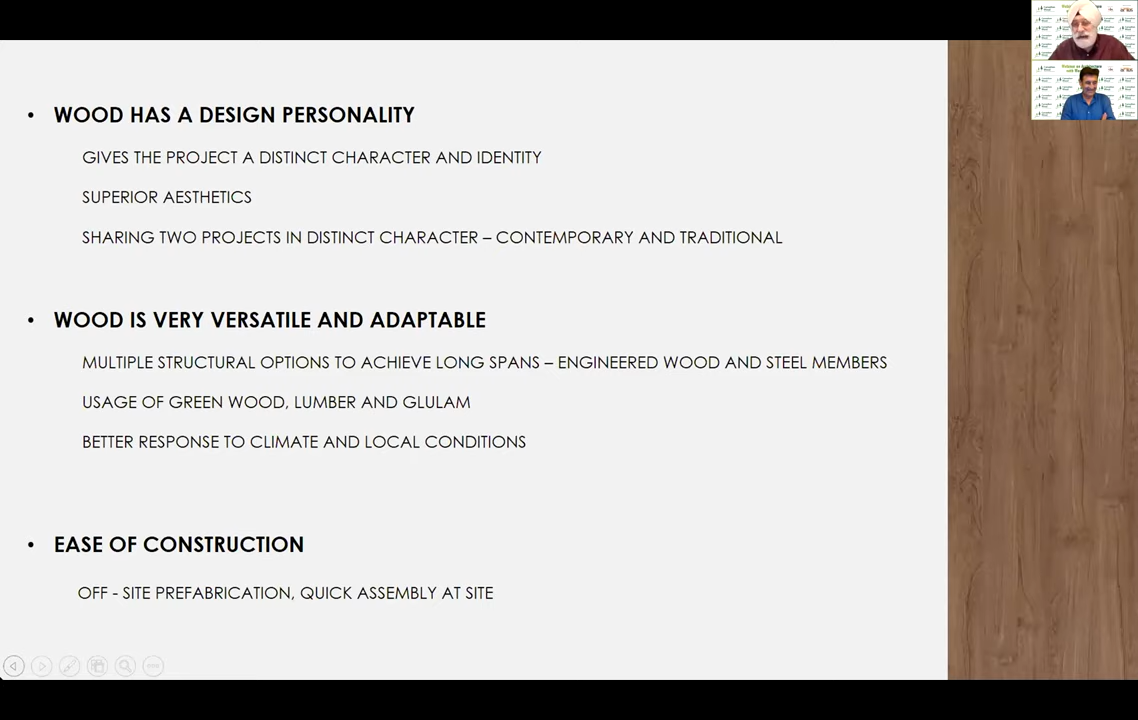 • WOOD HAS A DESIGN PERSONALITY
GIVES THE PROJECT A DISTINCT CHARACTER AND IDENTITY
SUPERIOR AESTHETICS
SHARING TWO PROJECTS IN DISTINCT CHARACTER – CONTEMPORARY AND TRADITIONAL
• WOOD IS VERY VERSATILE AND ADAPTABLE
MULTIPLE STRUCTURAL OPTIONS TO ACHIEVE LONG SPANS – ENGINEERED WOOD AND STEEL MEMBERS
USAGE OF GREEN WOOD, LUMBER AND GLULAM
BETTER RESPONSE TO CLIMATE AND LOCAL CONDITIONS
• EASE OF CONSTRUCTION
OFF - SITE PREFABRICATION, QUICK ASSEMBLY AT SITE